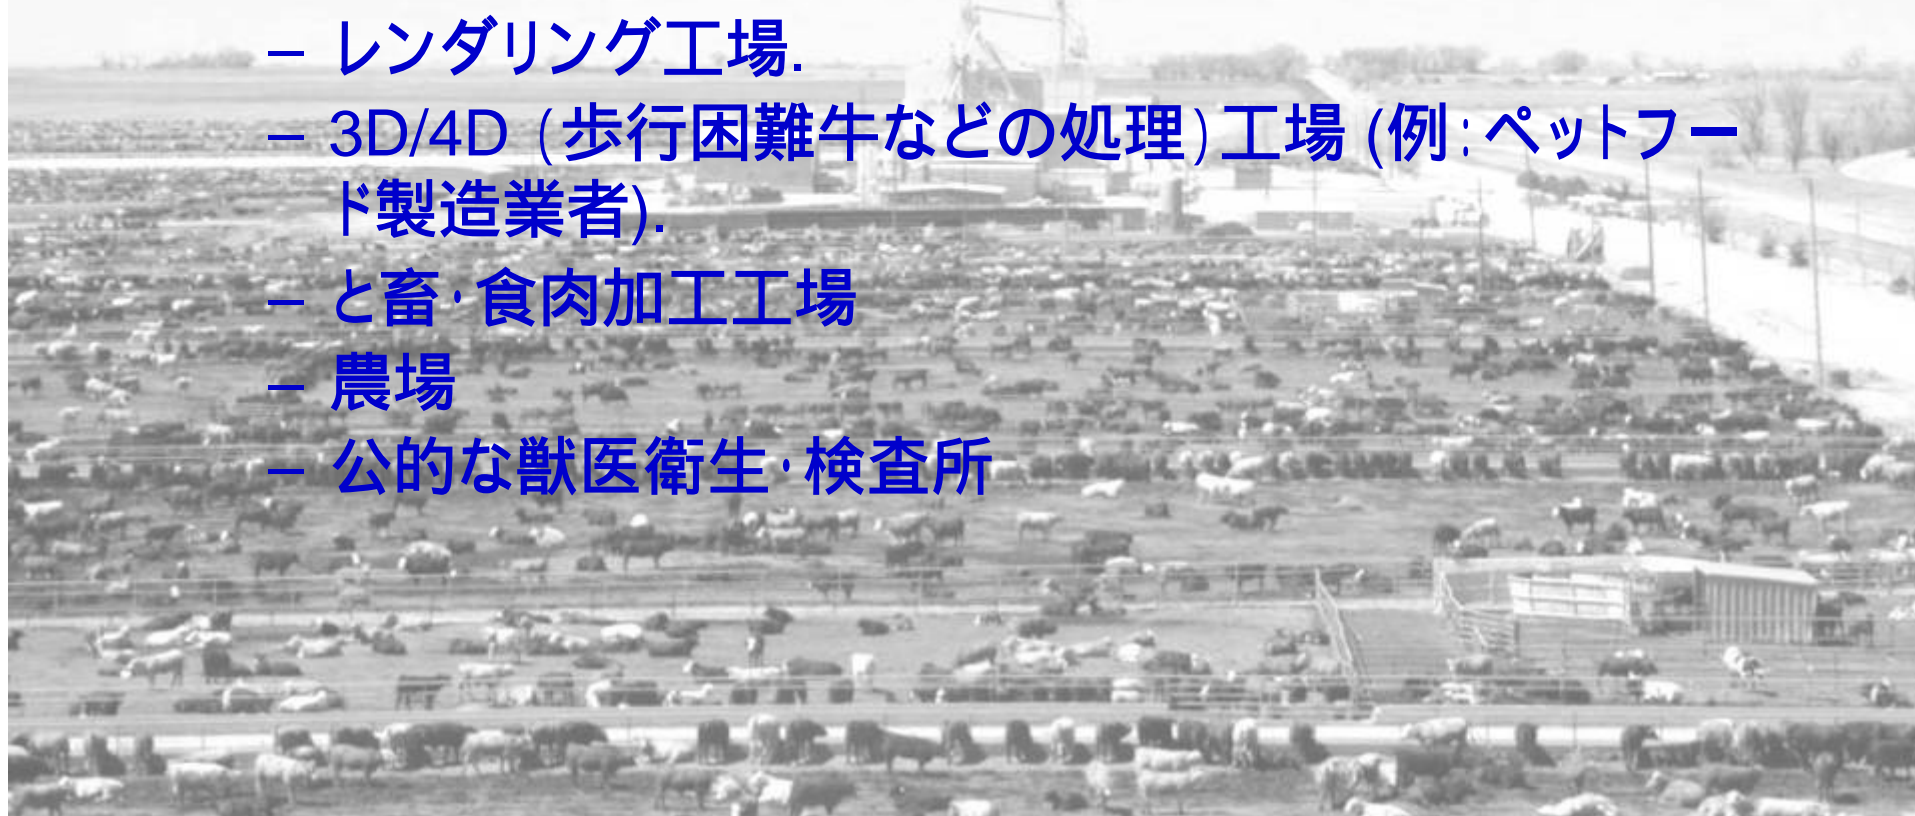 – レンダリング工場.
– 3D/4D (歩行困難牛などの処理)工場 (例:ペットフー
ド製造業者).
– と畜・食肉加工工場
– 農場
– 公的な獣医衛生・検査所